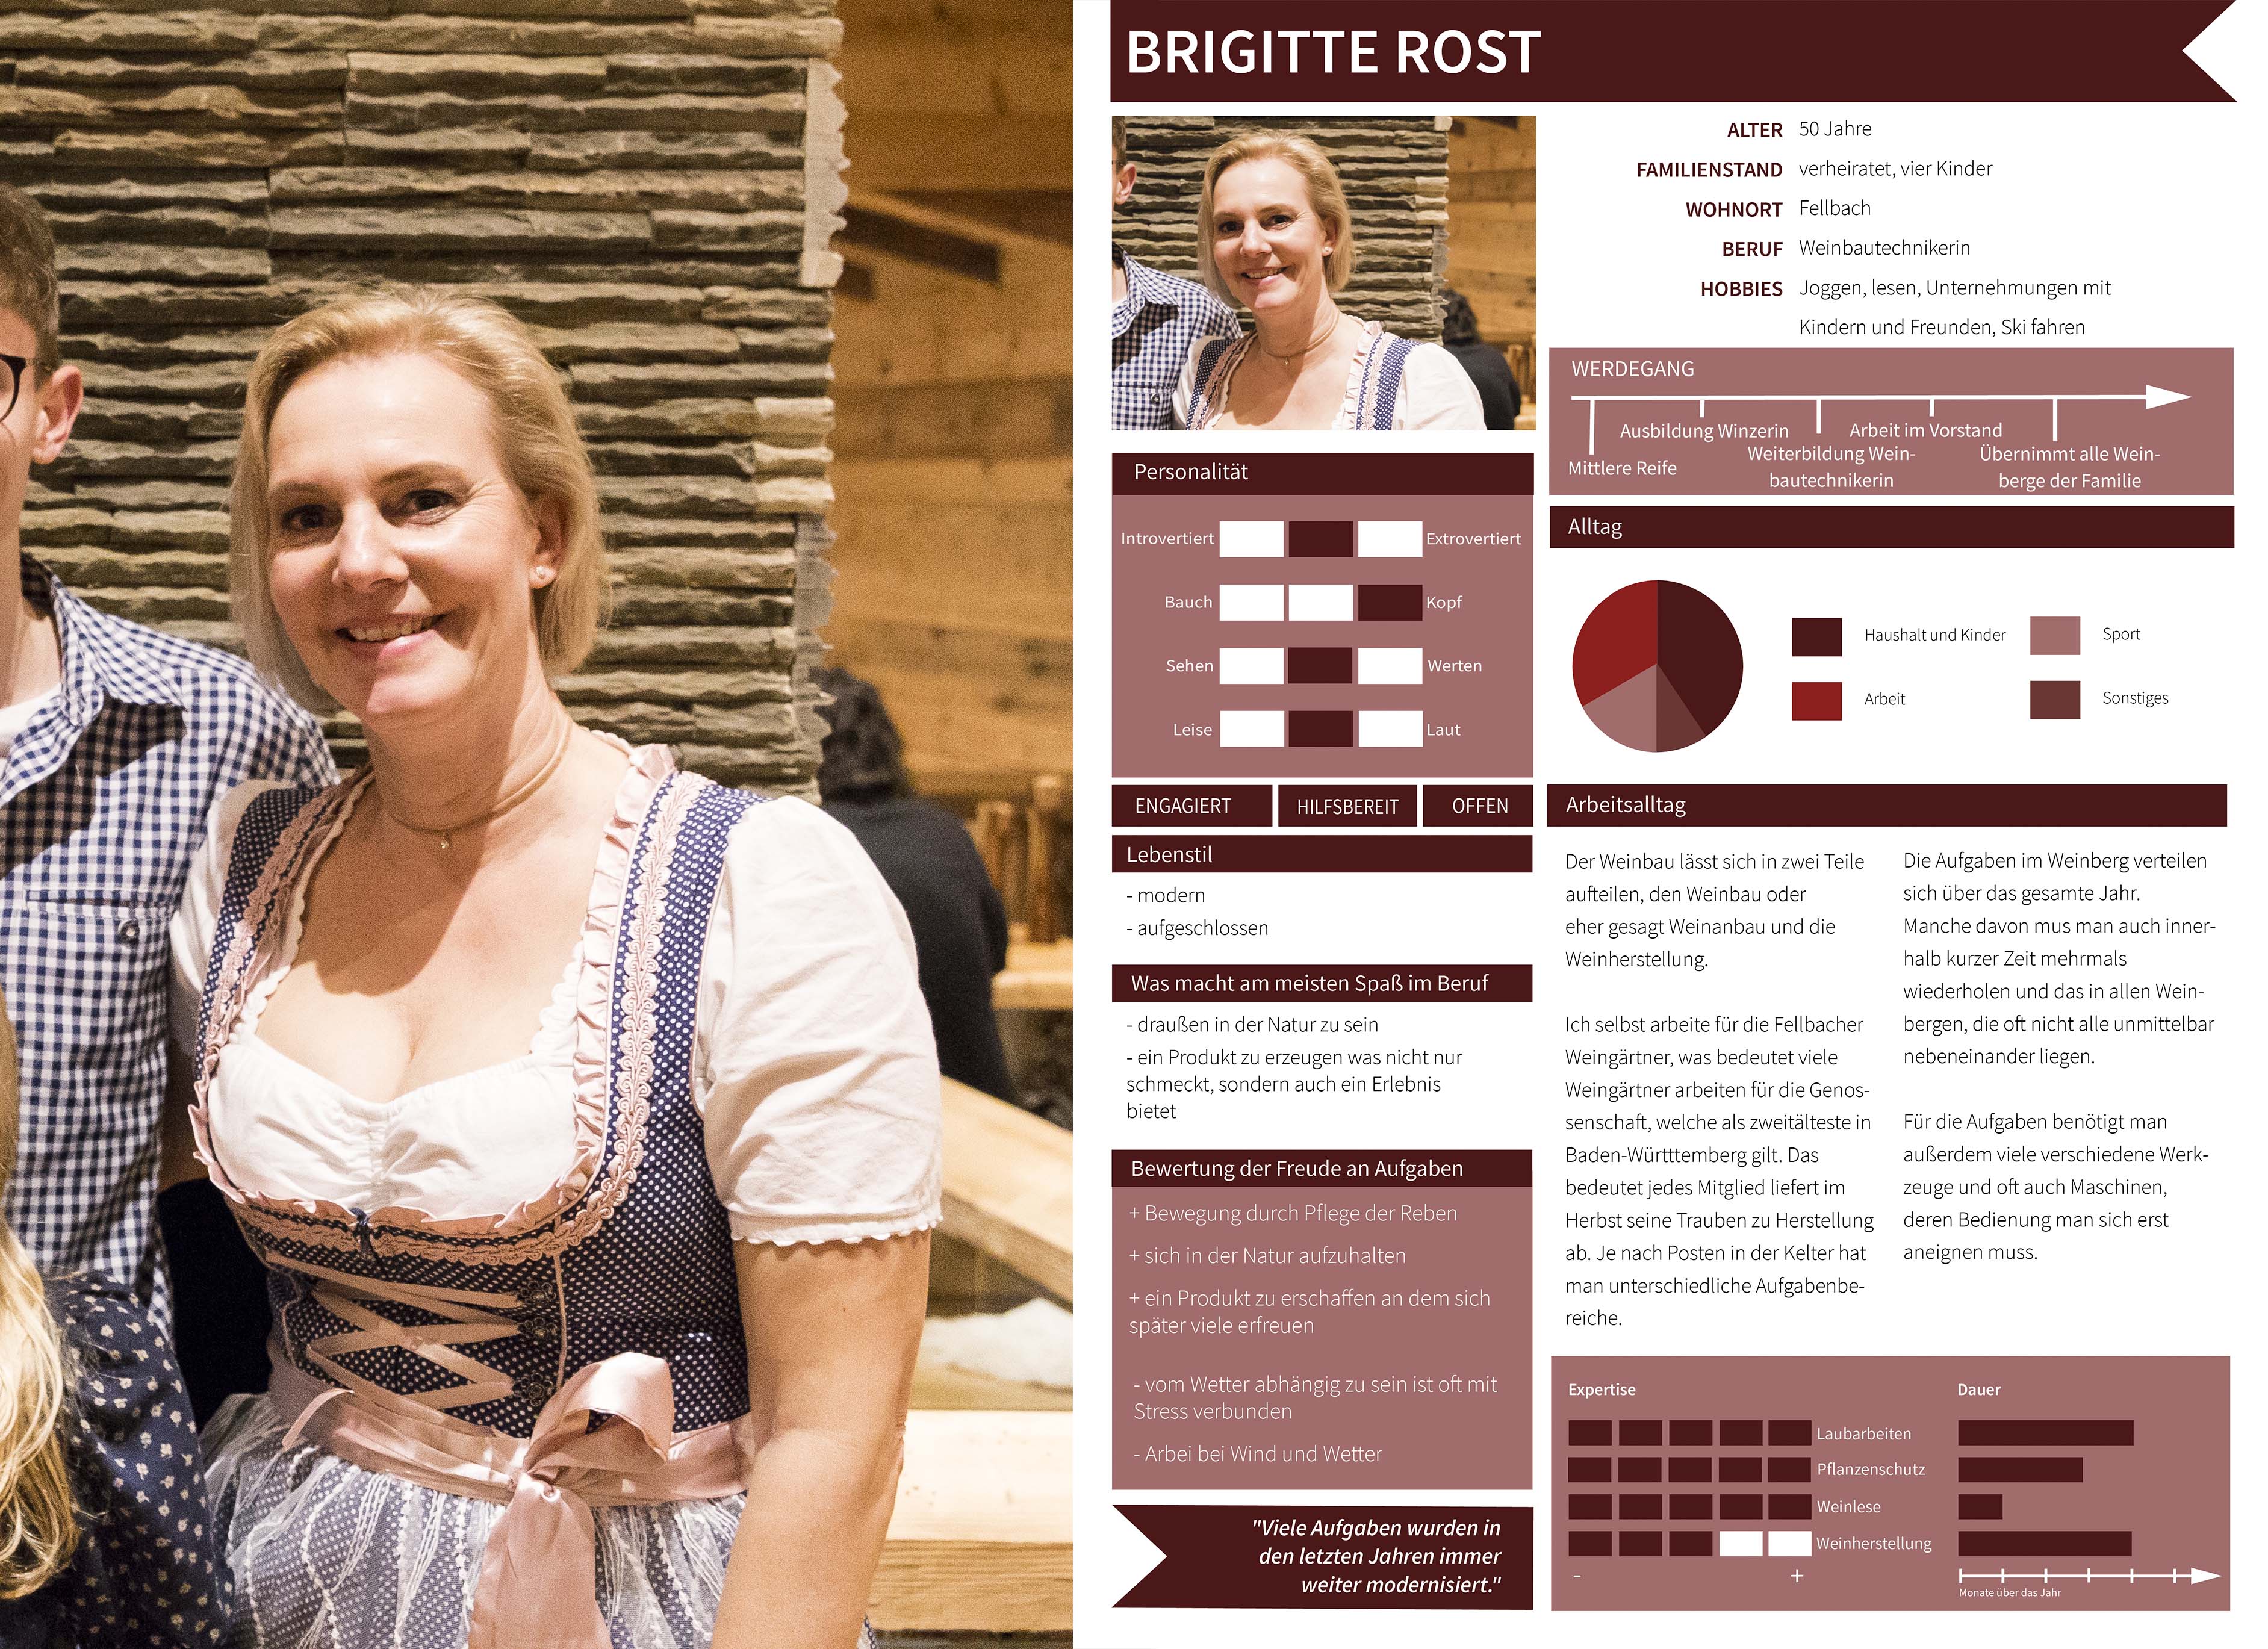 BRIGITTE ROST
ALTER 50 Jahre
FAMILIENSTAND verheiratet, vier Kinder
WOHNORT Fellbach
BERUF Weinbautechnikerin
HOBBIES Joggen, lesen, Unternehmungen mit
Kindern und Freunden, Ski fahren
WERDEGANG
Mittlere Reife
Ausbildung Winzerin
Weiterbildung Wein-
bautechnikerin
Arbeit im Vorstand
Übernimmt alle Wein-
berge der Familie
Personalität
Introvertiert Extrovertiert
Bauch Kopf
Sehen Werten
Leise Laut
ENGAGIERT HILFSBEREIT OFFEN
Lebenstil
- modern
- aufgeschlossen
Was macht am meisten Spaß im Beruf
- draußen in der Natur zu sein
- ein Produkt zu erzeugen was nicht nur
schmeckt, sondern auch ein Erlebnis
bietet
Bewertung der Freude an Aufgaben
+ Bewegung durch Pflege der Reben
+ sich in der Natur aufzuhalten
+ ein Produkt zu erschaffen an dem sich
später viele erfreuen
- vom Wetter abhängig zu sein ist oft mit
Stress verbunden
- Arbei bei Wind und Wetter
"Viele Aufgaben wurden in
den letzten Jahren immer
weiter modernisiert."
Alltag
Haushalt und Kinder Sport
Arbeit Sonstiges
Arbeitsalltag
Der Weinbau lässt sich in zwei Teile
aufteilen, den Weinbau oder
eher gesagt Weinanbau und die
Weinherstellung.
Ich selbst arbeite für die Fellbacher
Weingärtner, was bedeutet viele
Weingärtner arbeiten für die Genos-
senschaft, welche als zweitälteste in
Baden-Württtemberg gilt. Das
bedeutet jedes Mitglied liefert im
Herbst seine Trauben zu Herstellung
ab. Je nach Posten in der Kelter hat
man unterschiedliche Aufgabenbe-
reiche.
Die Aufgaben im Weinberg verteilen
sich über das gesamte Jahr.
Manche davon mus man auch inner-
halb kurzer Zeit mehrmals
wiederholen und das in allen Wein-
bergen, die oft nicht alle unmittelbar
nebeneinander liegen.
Für die Aufgaben benötigt man
außerdem viele verschiedene Werk-
zeuge und oft auch Maschinen,
deren Bedienung man sich erst
aneignen muss.
Expertise Dauer
Laubarbeiten
Pflanzenschutz
Weinlese
Weinherstellung
- +
Monate über das Jahr